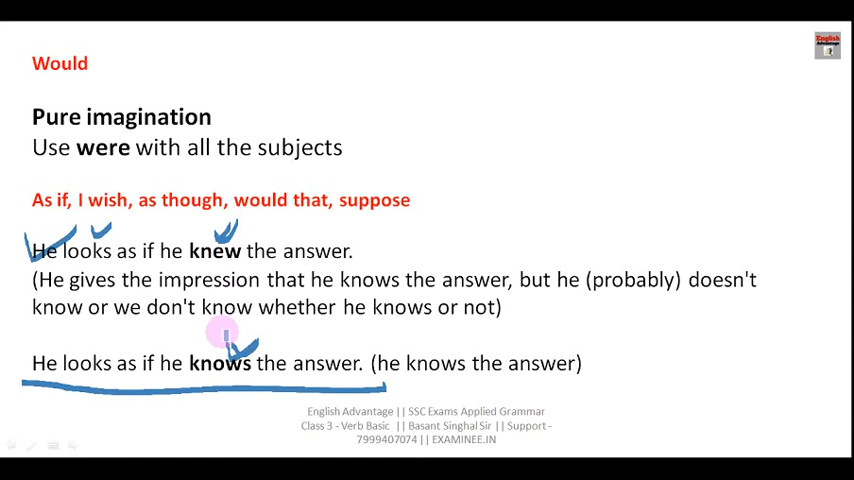 English
Advantage
Would
Pure imagination
Use were with all the subjects
As if, I wish, as though, would that, suppose
He looks as if he knew the answer.
(He gives the impression that he knows the answer, but he (probably) doesn't
know or we don't know whether he knows or not)
He looks as if he knows the answer. (he knows the answer)
English Advantage || SSC Exams Applied Grammar
Class 3 - Verb Basic || Basant Singhal Sir || Support -
7999407074 || EXAMINEE.IN